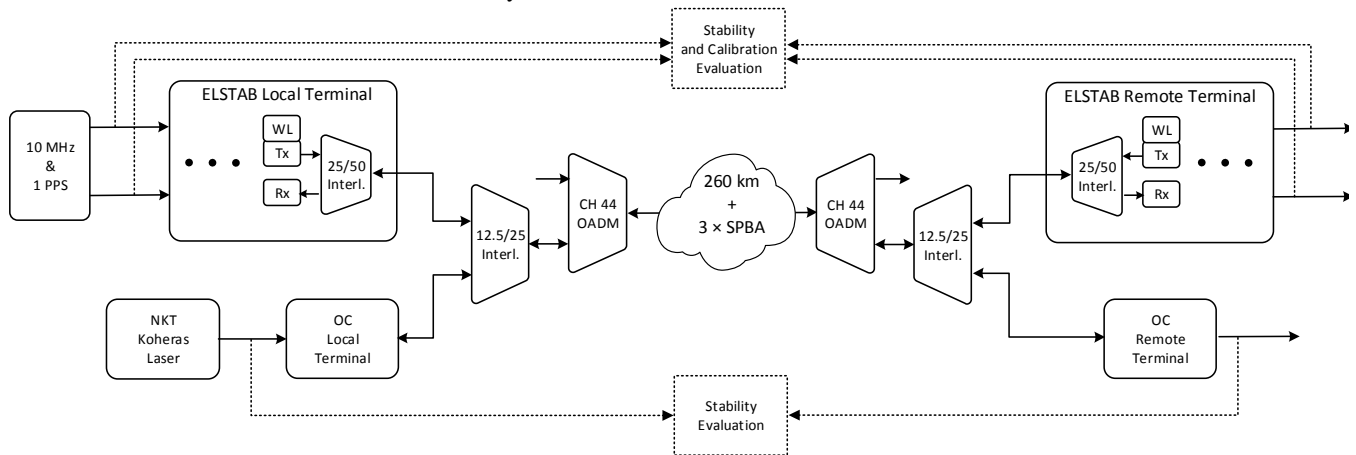 Stability
and Calibration
Evaluation
ELSTAB Local Terminal
ELSTAB Remote Terminal
10 MHz
&
1 PPS
WL
Tx
Rx
25/50
Interl.
12.5/25
Interl.
CH 44
OADM
260 km
+
3 × SPBA
CH 44
OADM
12.5/25
Interl.
25/50
Interl.
WL
Tx
Rx
NKT
Koheras
Laser
OC
Local
Terminal
OC
Remote
Terminal
Stability
Evaluation